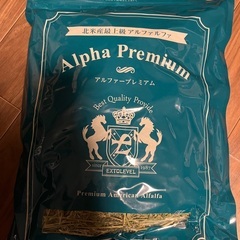 北米産最上級アルファルファ
Alpha Premium
アルファープレミアム
Best Quality Provide
EXTOLEVEL
Premium American Alfalfa